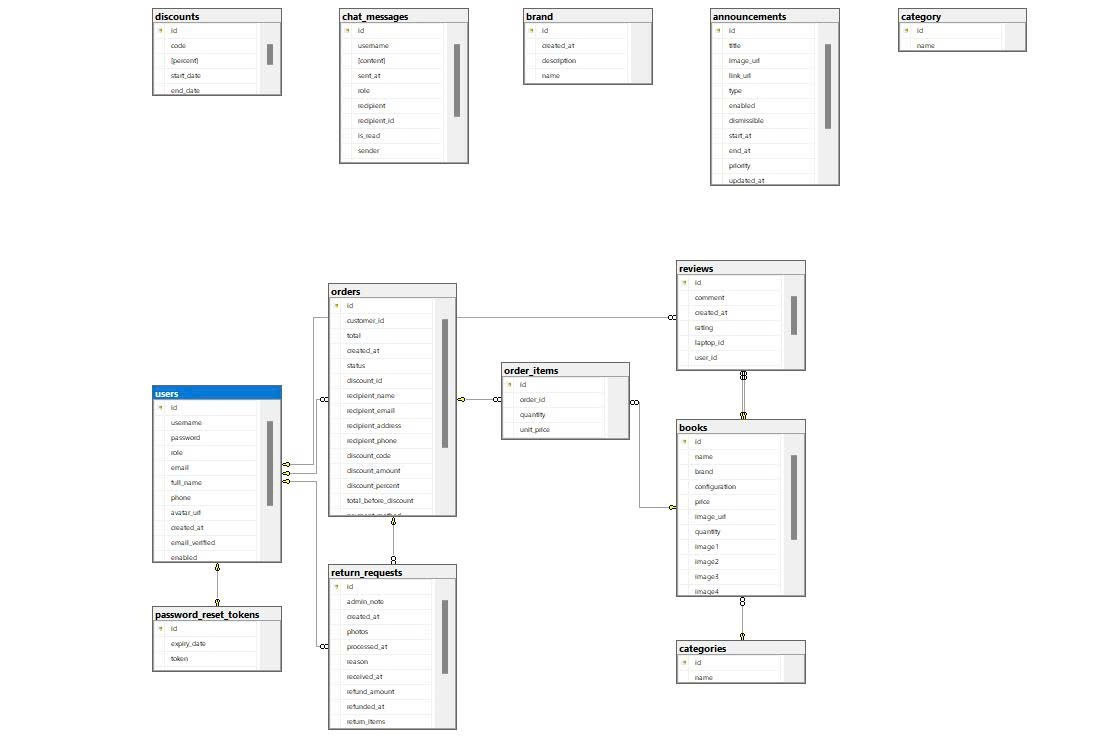 discounts
id
code
[percent]
start_date
end_date
chat_messages
id
username
[content]
sent_at
role
recipient
recipient_id
is_read
sender
brand
id
created_at
description
name
announcements
id
title
image_url
link_url
type
enabled
dismissible
start_at
end_at
priority
updated_at
category
id
name
reviews
id
comment
created_at
rating
laptop_id
user_id
orders
id
customer_id
total
created_at
status
discount_id
recipient_name
recipient_email
recipient_address
recipient_phone
discount_code
discount_amount
discount_percent
total_before_discount
order_items
id
order_id
quantity
unit_price
users
id
username
password
role
email
full_name
phone
avatar_url
created_at
email_verified
enabled
books
id
name
brand
configuration
price
image_url
quantity
image1
image2
image3
image4
return_requests
id
admin_note
created_at
photos
processed_at
reason
received_at
refund_amount
refunded_at
return_items
password_reset_tokens
id
expiry_date
token
categories
id
name